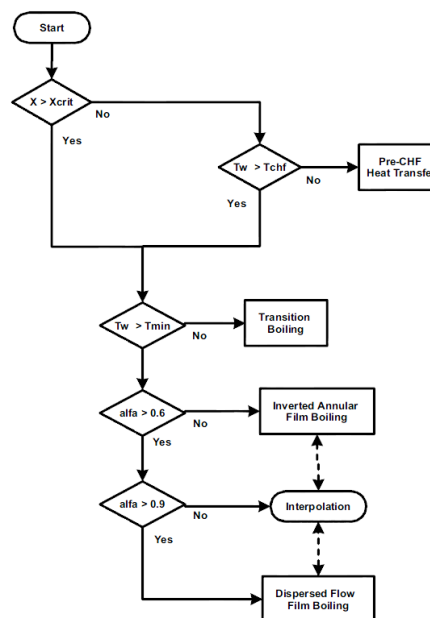 Start
X > Xcrit
No
Yes
Tw > Tchf
No
Pre-CHF
Heat Transfe
Yes
Tw > Tmin
No
Transition
Boiling
alfa > 0.6
No
Yes
Inverted Annular
Film Boiling
alfa > 0.9
No
Yes
Interpolation
Dispersed Flow
Film Boiling